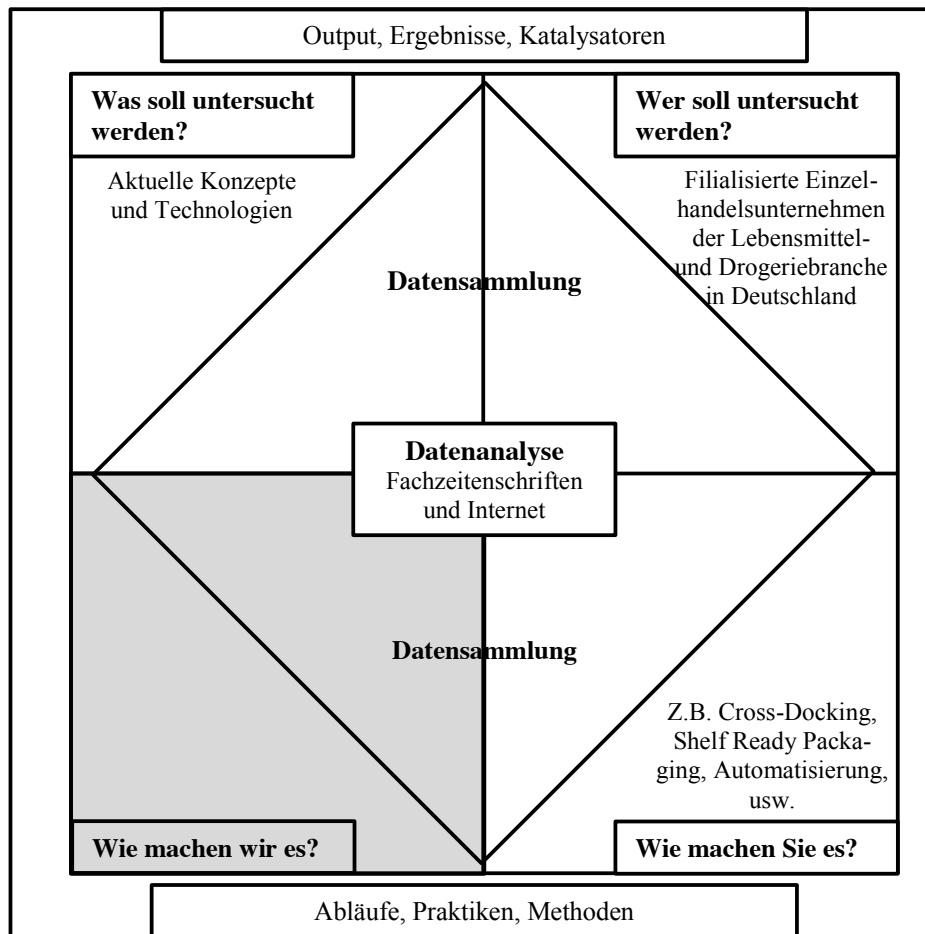 Output, Ergebnisse, Katalysatoren
Was soll untersucht
werden?
Wer soll untersucht
werden?
Aktuelle Konzepte
und Technologien
Filialisierte Einzel-
handelsunternehmen
der Lebensmittel-
und Drogeriebranche
in Deutschland
Datensammlung
Datenanalyse
Fachzeitenschriften
und Internet
Datensammlung
Z.B. Cross-Docking,
Shelf Ready Packa-
ging, Automatisierung,
usw.
Wie machen wir es?
Wie machen Sie es?
Abläufe, Praktiken, Methoden